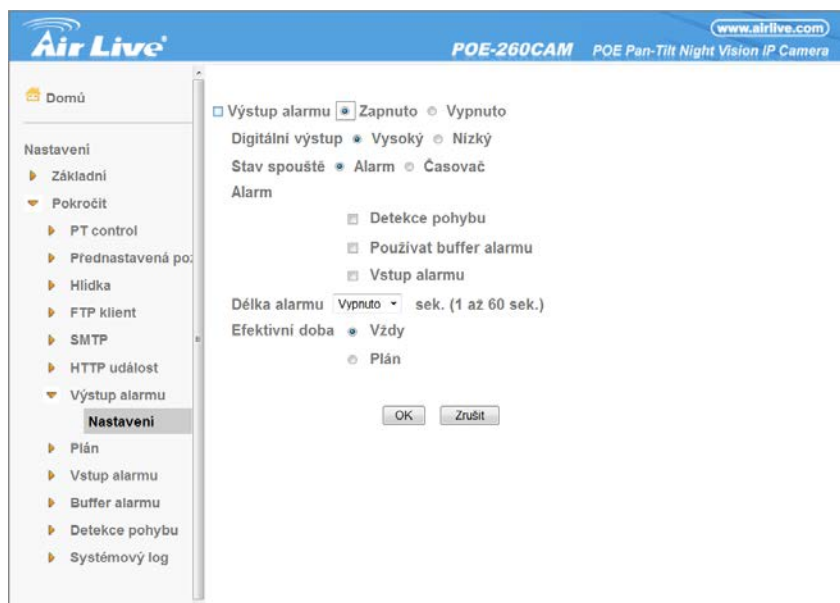 Air Live
www.airlive.com
POE-260CAM POE Pan-Tilt Night Vision IP Camera
Domů
Nastavení
Základní
Pokročit
PT control
Přednastavená po
Hlídka
FTP klient
SMTP
HTTP událost
Výstup alarmu
Nastaveni
Plán
Vstup alarmu
Buffer alarmu
Detekce pohybu
Systémový log
Výstup alarmu Zapnuto Vypnuto
Digitální výstup Vysoký Nízký
Stav spouště Alarm Časovač
Alarm
Detekce pohybu
Používat buffer alarmu
Vstup alarmu
Délka alarmu Vypnuto sek. (1 až 60 sek.)
Efektivní doba Vždy
Plán
OK Zrušit